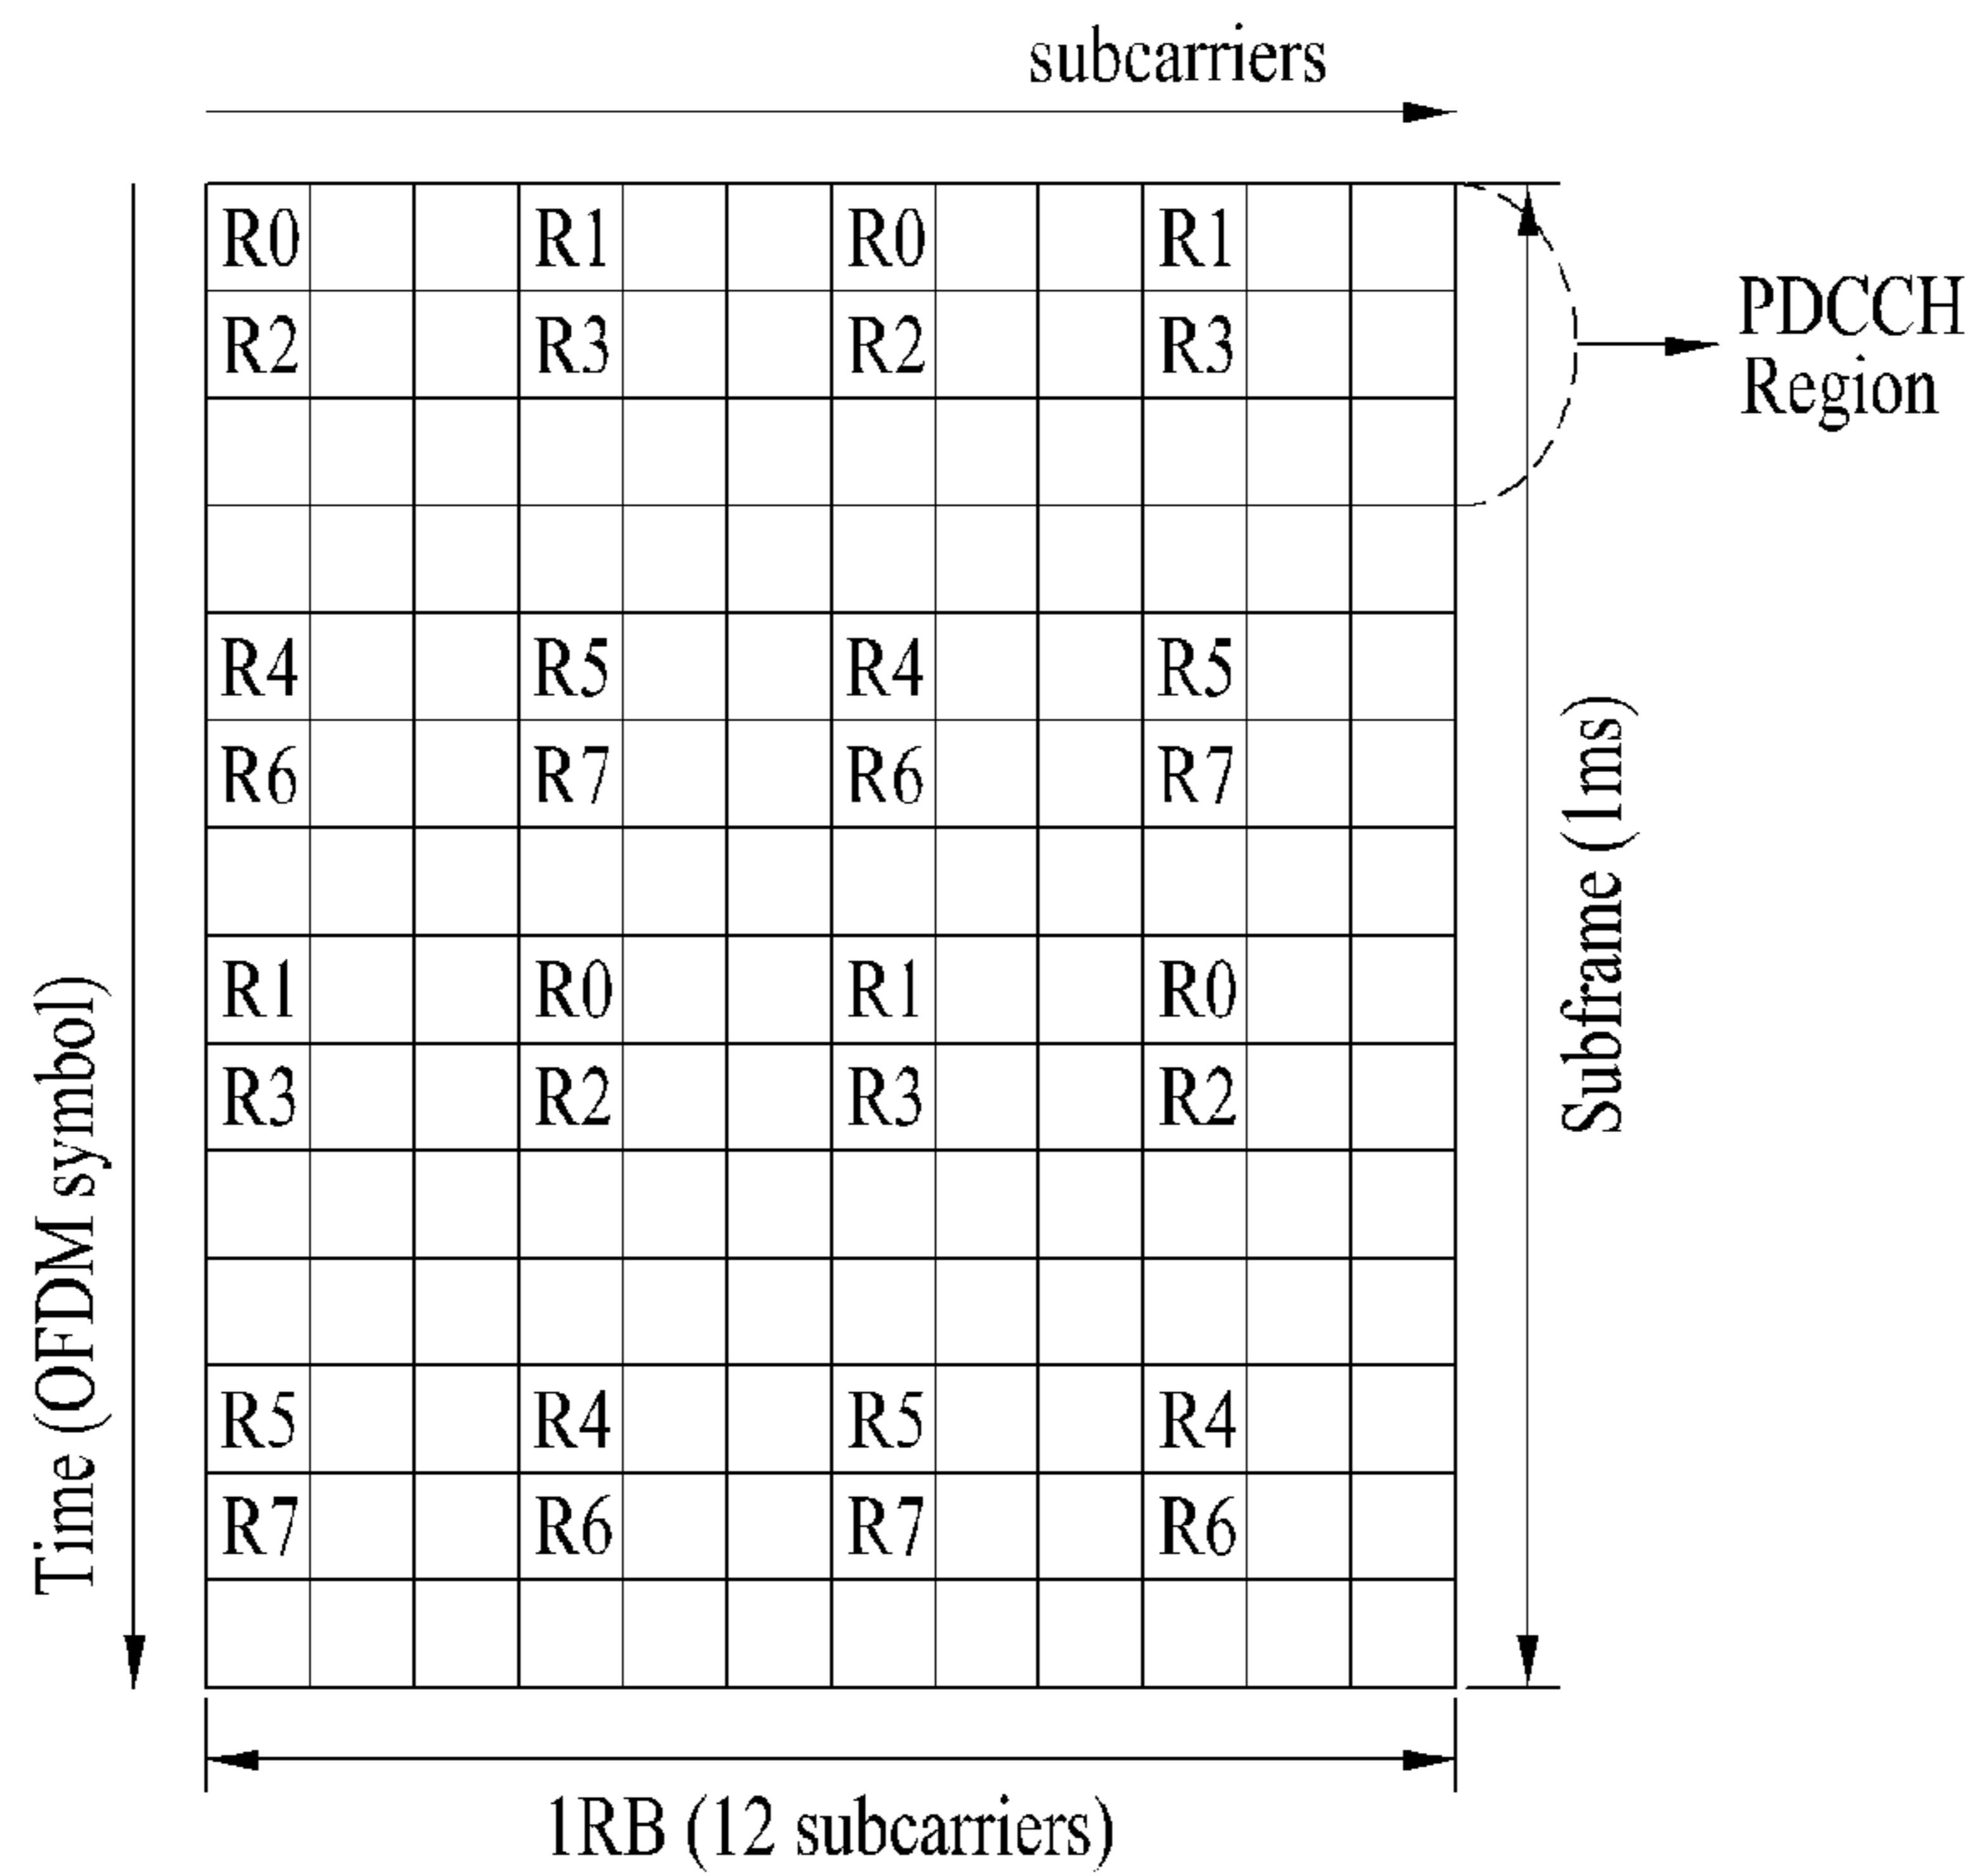 subcarriers
R0 R1 R0 R1
R2 R3 R2 R3
PDCCH
Region
R4 R5 R4 R5
R6 R7 R6 R7
R1 R0 R1 R0
R3 R2 R3 R2
R5 R4 R5 R4
R7 R6 R7 R6
Time (OFDM symbol)
Subframe (1ms)
1RB (12 subcarriers)